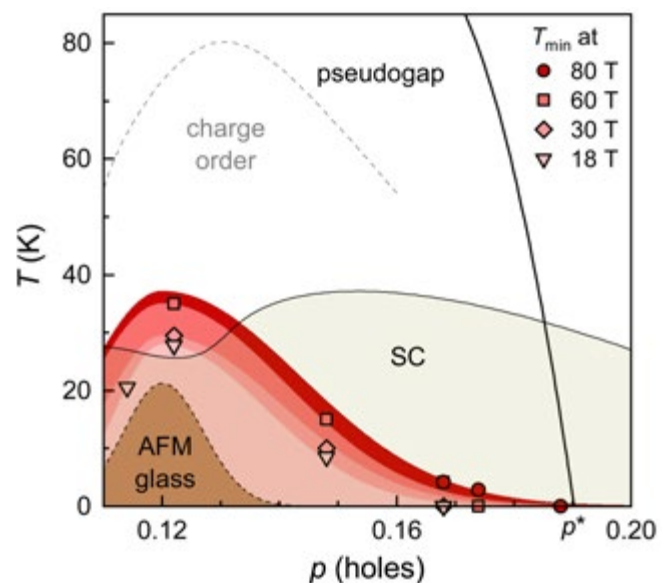 80
60
40
20
0
T (K)
0.12
0.16
0.20
p (holes)
p*
T_min at
80 T
60 T
30 T
18 T
pseudogap
charge
order
SC
AFM
glass